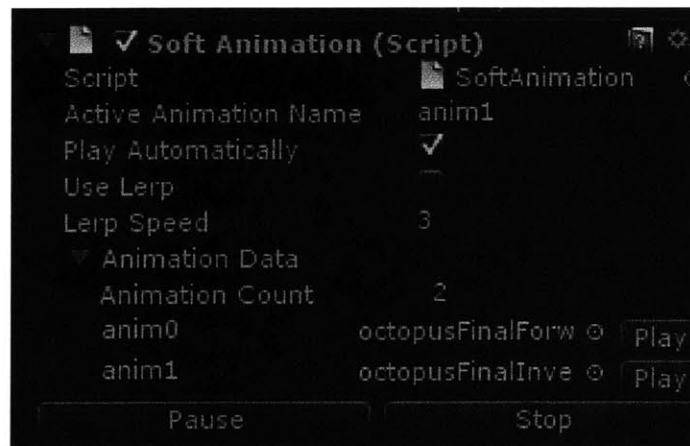 Soft Animation (Script)
Script SoftAnimation
Active Animation Name anim1
Play Automatically
Use Lerp
Lerp Speed 3
Animation Data
Animation Count 2
anim0 octopusFinalForw Play
anim1 octopusFinalInve Play
Pause Stop